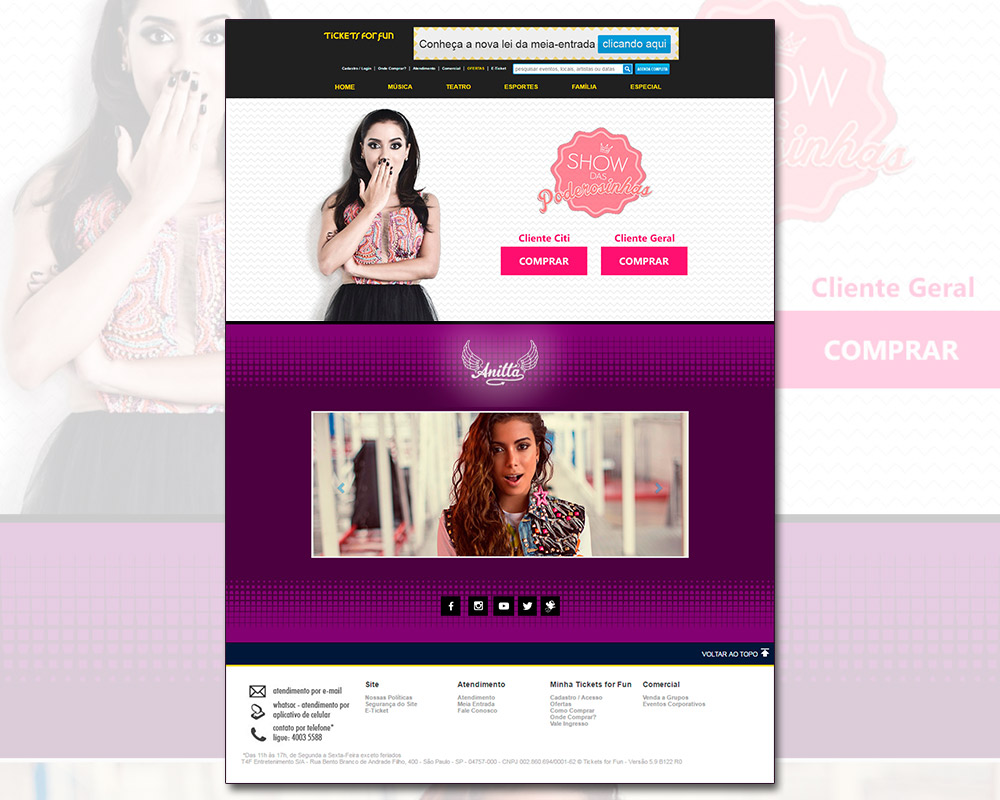 TICKETS FOR FUN
Conheça a nova lei da meia-entrada clicando aqui
Cadastro / Login | Onde Comprar? | Atendimento | Comercial | OFERTAS | E-Ticket
pesquisar eventos, locais, artistas ou datas
AGENDA COMPLETA
HOME MÚSICA TEATRO ESPORTES FAMÍLIA ESPECIAL
SHOW
DAS
Poderosinhas
Cliente Citi Cliente Geral
COMPRAR COMPRAR
SHOW
Cliente Geral
COMPRAR
Anitta
VOLTAR AO TOPO
atendimento por e-mail
whatsac - atendimento por
aplicativo de celular
contato por telefone*
ligue: 4003 5588
Site
Nossas Políticas
Segurança do Site
E-Ticket
Atendimento
Atendimento
Meia Entrada
Fale Conosco
Minha Tickets for Fun
Cadastro / Acesso
Ofertas
Como Comprar
Onde Comprar?
Vale Ingresso
Comercial
Venda a Grupos
Eventos Corporativos
*Das 11h às 17h, de Segunda a Sexta-Feira exceto feriados
T4F Entretenimento S/A - Rua Bento Branco de Andrade Filho, 400 - São Paulo - SP - 04757-000 - CNPJ 002.860.694/0001-62 © Tickets for Fun - Versão 5.9.B122 R0